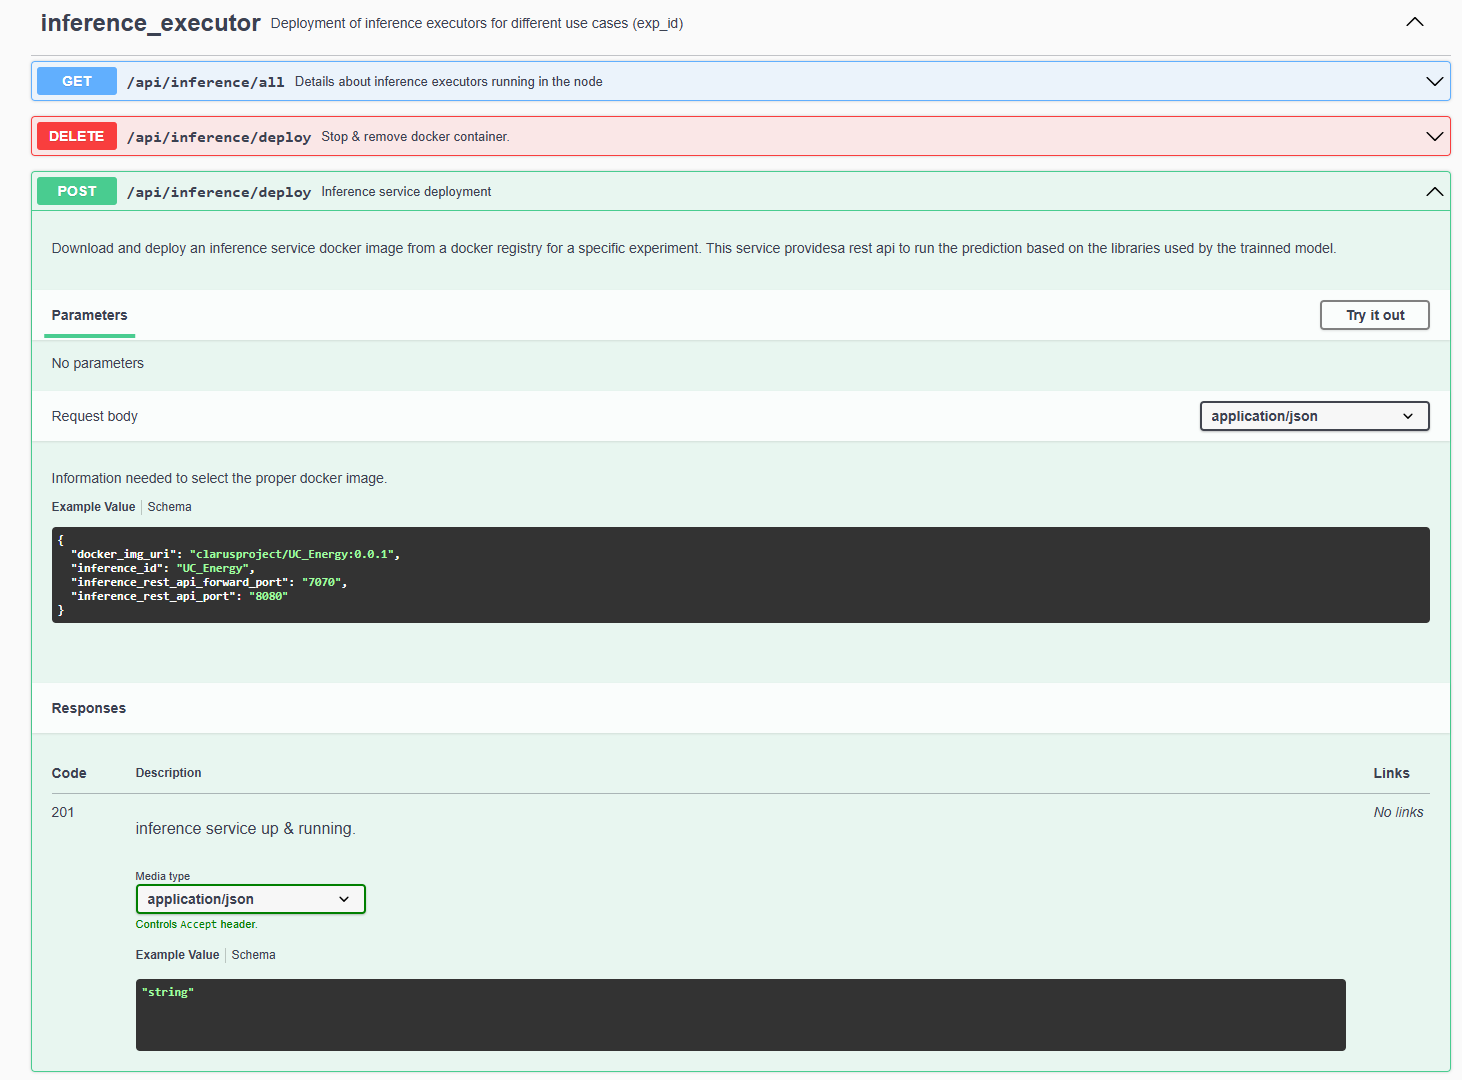 inference_executor Deployment of inference executors for different use cases (exp_id)
GET /api/inference/all Details about inference executors running in the node
DELETE /api/inference/deploy Stop & remove docker container.
POST /api/inference/deploy Inference service deployment
Download and deploy an inference service docker image from a docker registry for a specific experiment. This service providesa rest api to run the prediction based on the libraries used by the trainned model.
Parameters Try it out
No parameters
Request body application/json
Information needed to select the proper docker image.
Example Value Schema
{
"docker_img_uri": "clarusproject/UC_Energy:0.0.1",
"inference_id": "UC_Energy",
"inference_rest_api_forward_port": "7070",
"inference_rest_api_port": "8080"
}
Responses
Code Description Links
201 No links
inference service up & running.
Media type
application/json
Controls Accept header.
Example Value Schema
"string"